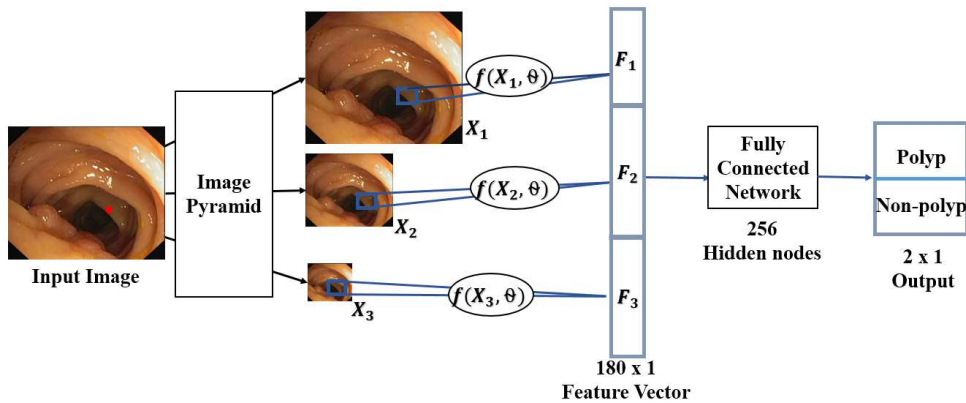 Input Image
Image
Pyramid
X₁
X₂
X₃
f(X₁, θ)
f(X₂, θ)
f(X₃, θ)
F₁
F₂
F₃
180 x 1
Feature Vector
Fully
Connected
Network
256
Hidden nodes
Polyp
Non-polyp
2 x 1
Output